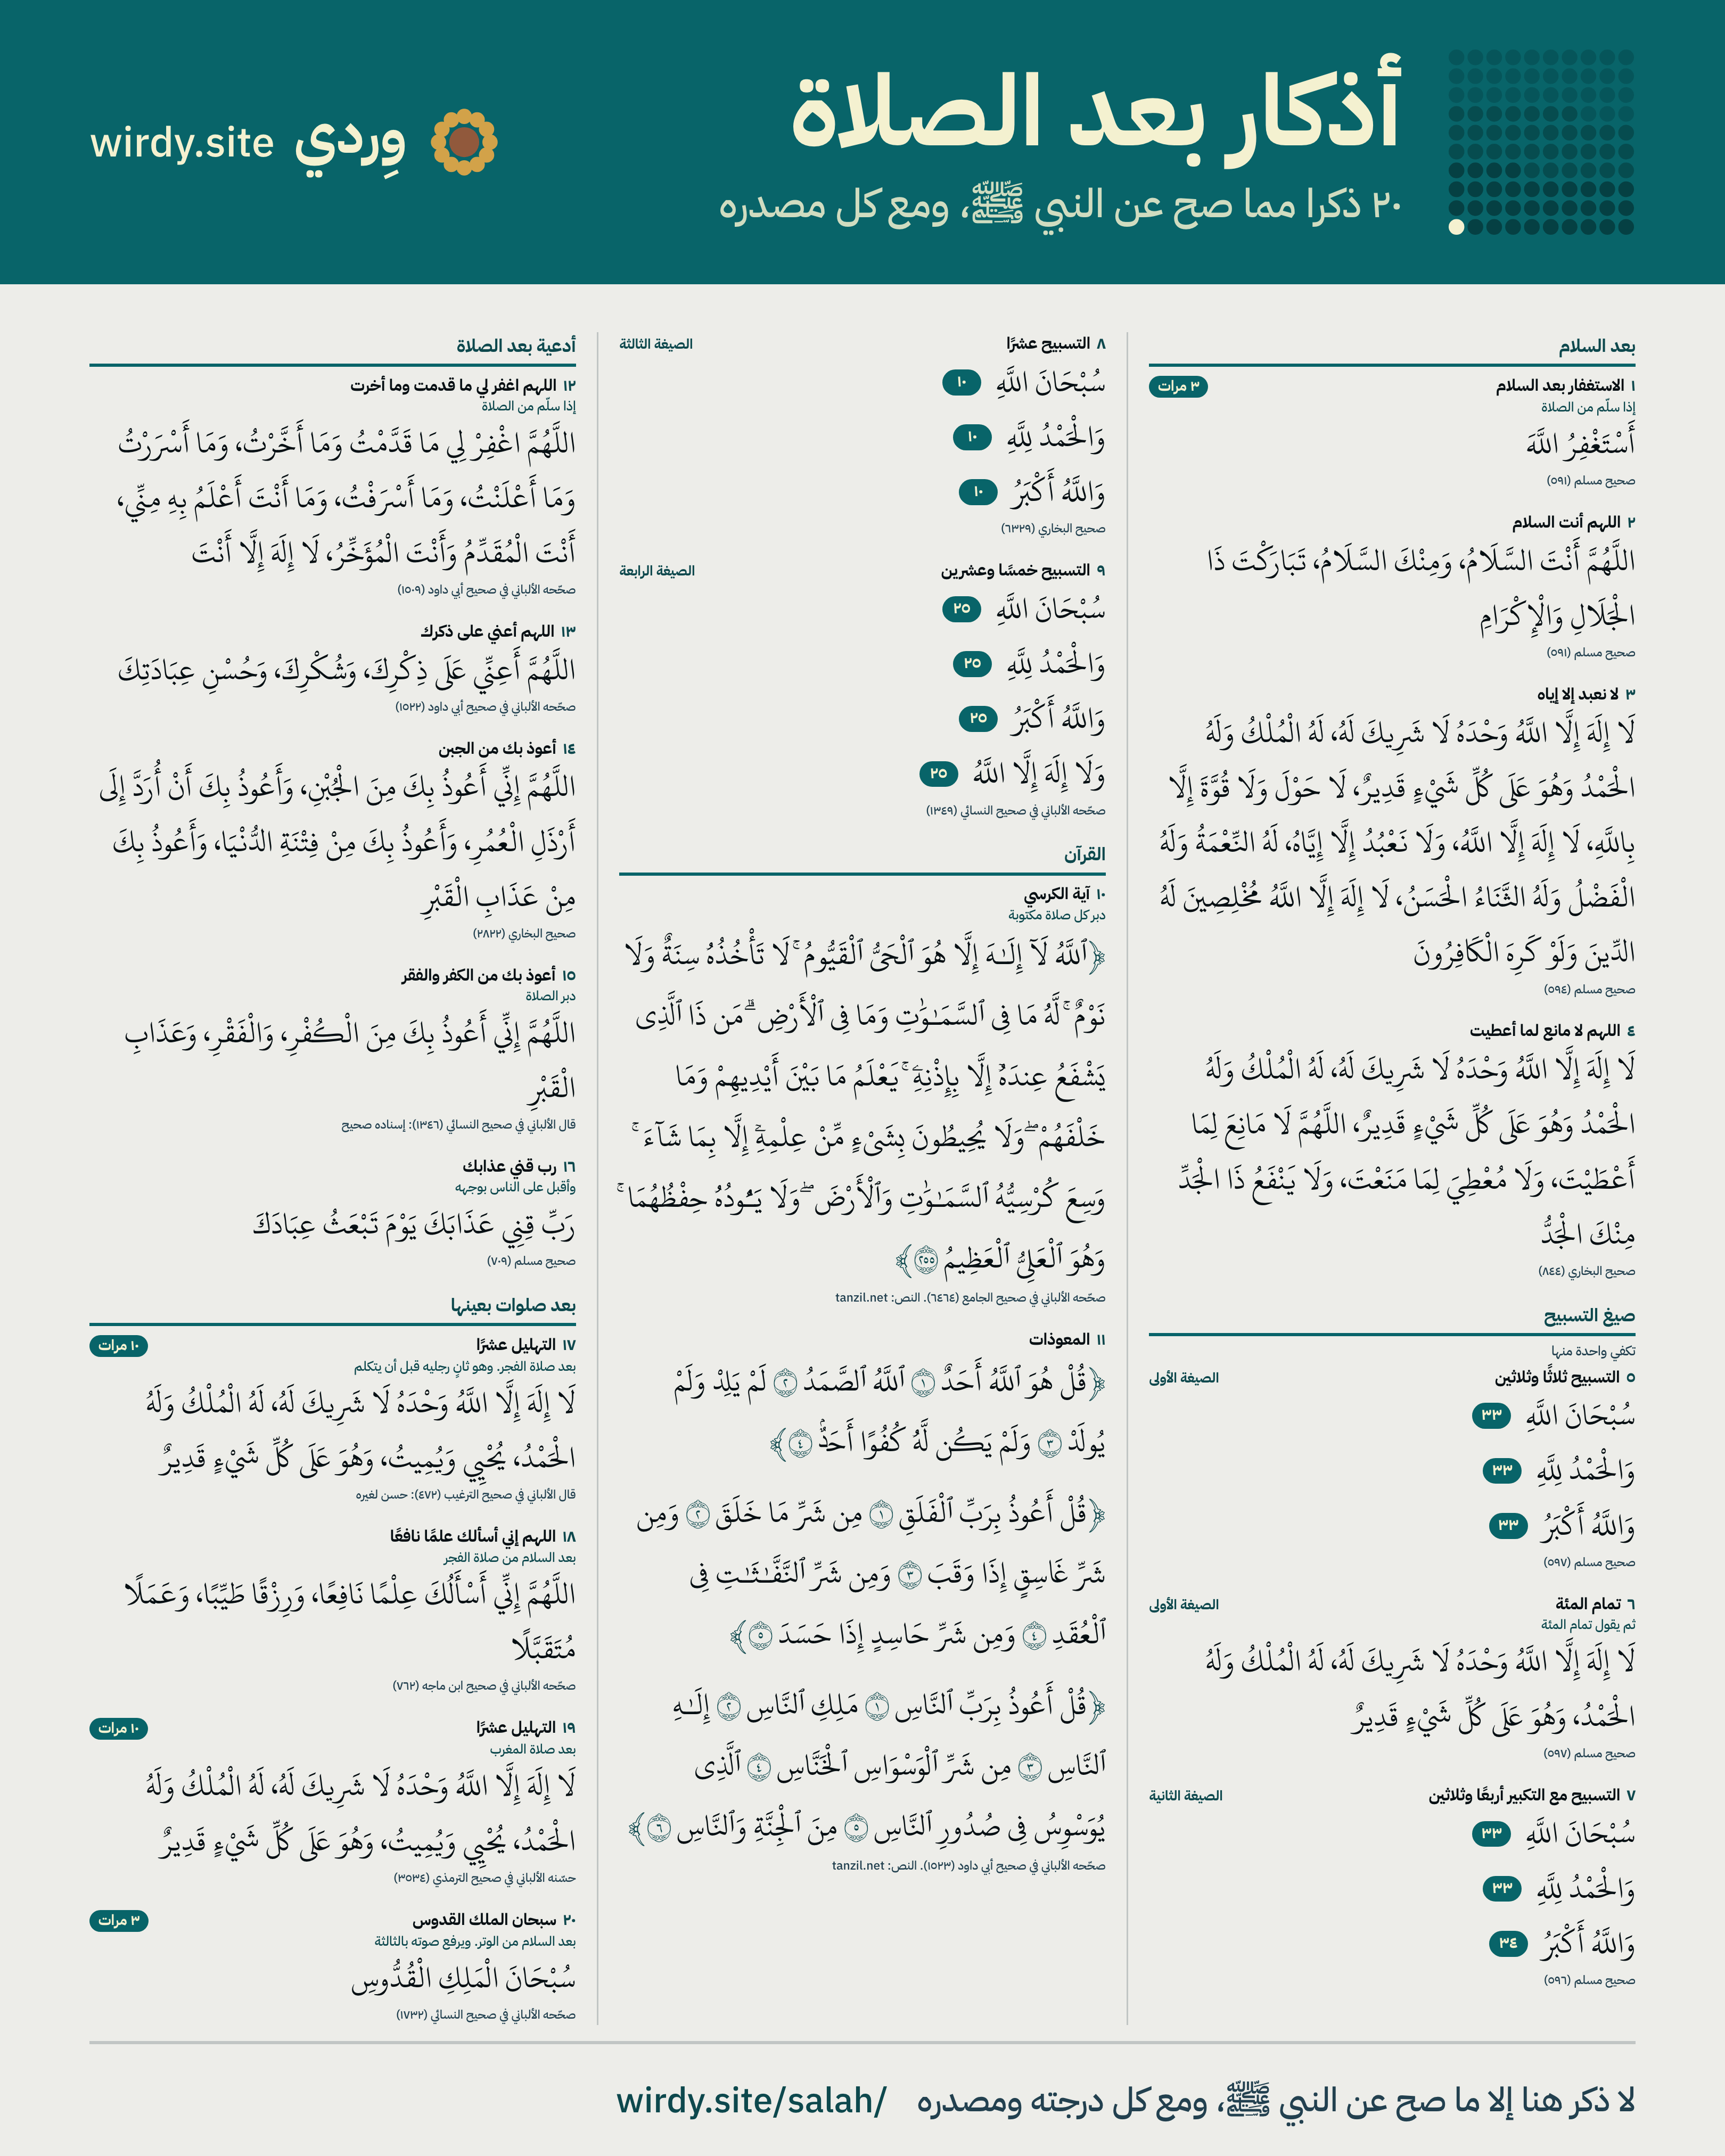 أذكار بعد الصلاة
٢٠ ذكرا مما صح عن النبي ﷺ، ومع كل مصدره
وِردي wirdy.site
بعد السلام
١ الاستغفار بعد السلام ٣ مرات
إذا سلّم من الصلاة
أَسْتَغْفِرُ اللَّهَ
صحيح مسلم (٥٩١)
٢ اللهم أنت السلام
اللَّهُمَّ أَنْتَ السَّلَامُ، وَمِنْكَ السَّلَامُ، تَبَارَكْتَ ذَا
الْجَلَالِ وَالْإِكْرَامِ
صحيح مسلم (٥٩١)
٣ لا نعبد إلا إياه
لَا إِلَهَ إِلَّا اللَّهُ وَحْدَهُ لَا شَرِيكَ لَهُ، لَهُ الْمُلْكُ وَلَهُ
الْحَمْدُ وَهُوَ عَلَى كُلِّ شَيْءٍ قَدِيرٌ، لَا حَوْلَ وَلَا قُوَّةَ إِلَّا
بِاللَّهِ، لَا إِلَهَ إِلَّا اللَّهُ، وَلَا نَعْبُدُ إِلَّا إِيَّاهُ، لَهُ النِّعْمَةُ وَلَهُ
الْفَضْلُ وَلَهُ الثَّنَاءُ الْحَسَنُ، لَا إِلَهَ إِلَّا اللَّهُ مُخْلِصِينَ لَهُ
الدِّينَ وَلَوْ كَرِهَ الْكَافِرُونَ
صحيح مسلم (٥٩٤)
٤ اللهم لا مانع لما أعطيت
لَا إِلَهَ إِلَّا اللَّهُ وَحْدَهُ لَا شَرِيكَ لَهُ، لَهُ الْمُلْكُ وَلَهُ
الْحَمْدُ وَهُوَ عَلَى كُلِّ شَيْءٍ قَدِيرٌ، اللَّهُمَّ لَا مَانِعَ لِمَا
أَعْطَيْتَ، وَلَا مُعْطِيَ لِمَا مَنَعْتَ، وَلَا يَنْفَعُ ذَا الْجَدِّ
مِنْكَ الْجَدُّ
صحيح البخاري (٨٤٤)
صيغ التسبيح
تكفي واحدة منها
٥ التسبيح ثلاثًا وثلاثين الصيغة الأولى
سُبْحَانَ اللَّهِ ٣٣
وَالْحَمْدُ لِلَّهِ ٣٣
وَاللَّهُ أَكْبَرُ ٣٣
صحيح مسلم (٥٩٧)
٦ تمام المئة الصيغة الأولى
ثم يقول تمام المئة
لَا إِلَهَ إِلَّا اللَّهُ وَحْدَهُ لَا شَرِيكَ لَهُ، لَهُ الْمُلْكُ وَلَهُ
الْحَمْدُ، وَهُوَ عَلَى كُلِّ شَيْءٍ قَدِيرٌ
صحيح مسلم (٥٩٧)
٧ التسبيح مع التكبير أربعًا وثلاثين الصيغة الثانية
سُبْحَانَ اللَّهِ ٣٣
وَالْحَمْدُ لِلَّهِ ٣٣
وَاللَّهُ أَكْبَرُ ٣٤
صحيح مسلم (٥٩٦)
٨ التسبيح عشرًا الصيغة الثالثة
سُبْحَانَ اللَّهِ ١٠
وَالْحَمْدُ لِلَّهِ ١٠
وَاللَّهُ أَكْبَرُ ١٠
صحيح البخاري (٦٣٢٩)
٩ التسبيح خمسًا وعشرين الصيغة الرابعة
سُبْحَانَ اللَّهِ ٢٥
وَالْحَمْدُ لِلَّهِ ٢٥
وَاللَّهُ أَكْبَرُ ٢٥
وَلَا إِلَهَ إِلَّا اللَّهُ ٢٥
صححه الألباني في صحيح النسائي (١٣٤٩)
القرآن
١٠ آية الكرسي
دبر كل صلاة مكتوبة
﴿ٱللَّهُ لَآ إِلَـٰهَ إِلَّا هُوَ ٱلْحَىُّ ٱلْقَيُّومُ ۚ لَا تَأْخُذُهُۥ سِنَةٌ وَلَا
نَوْمٌ ۚ لَّهُۥ مَا فِى ٱلسَّمَـٰوَٰتِ وَمَا فِى ٱلْأَرْضِ ۗ مَن ذَا ٱلَّذِى
يَشْفَعُ عِندَهُۥٓ إِلَّا بِإِذْنِهِۦ ۚ يَعْلَمُ مَا بَيْنَ أَيْدِيهِمْ وَمَا
خَلْفَهُمْ ۖ وَلَا يُحِيطُونَ بِشَىْءٍ مِّنْ عِلْمِهِۦٓ إِلَّا بِمَا شَآءَ ۚ
وَسِعَ كُرْسِيُّهُ ٱلسَّمَـٰوَٰتِ وَٱلْأَرْضَ ۖ وَلَا يَـُٔودُهُۥ حِفْظُهُمَا ۚ
وَهُوَ ٱلْعَلِىُّ ٱلْعَظِيمُ ٢٥٥﴾
صححه الألباني في صحيح الجامع (٦٤٦٤). النص: tanzil.net
١١ المعوذات
﴿قُلْ هُوَ ٱللَّهُ أَحَدٌ ١ ٱللَّهُ ٱلصَّمَدُ ٢ لَمْ يَلِدْ وَلَمْ
يُولَدْ ٣ وَلَمْ يَكُن لَّهُۥ كُفُوًا أَحَدٌۢ ٤﴾
﴿قُلْ أَعُوذُ بِرَبِّ ٱلْفَلَقِ ١ مِن شَرِّ مَا خَلَقَ ٢ وَمِن
شَرِّ غَاسِقٍ إِذَا وَقَبَ ٣ وَمِن شَرِّ ٱلنَّفَّـٰثَـٰتِ فِى
ٱلْعُقَدِ ٤ وَمِن شَرِّ حَاسِدٍ إِذَا حَسَدَ ٥﴾
﴿قُلْ أَعُوذُ بِرَبِّ ٱلنَّاسِ ١ مَلِكِ ٱلنَّاسِ ٢ إِلَـٰهِ
ٱلنَّاسِ ٣ مِن شَرِّ ٱلْوَسْوَاسِ ٱلْخَنَّاسِ ٤ ٱلَّذِى
يُوَسْوِسُ فِى صُدُورِ ٱلنَّاسِ ٥ مِنَ ٱلْجِنَّةِ وَٱلنَّاسِ ٦﴾
صححه الألباني في صحيح أبي داود (١٥٢٣). النص: tanzil.net
أدعية بعد الصلاة
١٢ اللهم اغفر لي ما قدمت وما أخرت
إذا سلّم من الصلاة
اللَّهُمَّ اغْفِرْ لِي مَا قَدَّمْتُ وَمَا أَخَّرْتُ، وَمَا أَسْرَرْتُ
وَمَا أَعْلَنْتُ، وَمَا أَسْرَفْتُ، وَمَا أَنْتَ أَعْلَمُ بِهِ مِنِّي،
أَنْتَ الْمُقَدِّمُ وَأَنْتَ الْمُؤَخِّرُ، لَا إِلَهَ إِلَّا أَنْتَ
صححه الألباني في صحيح أبي داود (١٥٠٩)
١٣ اللهم أعني على ذكرك
اللَّهُمَّ أَعِنِّي عَلَى ذِكْرِكَ، وَشُكْرِكَ، وَحُسْنِ عِبَادَتِكَ
صححه الألباني في صحيح أبي داود (١٥٢٢)
١٤ أعوذ بك من الجبن
اللَّهُمَّ إِنِّي أَعُوذُ بِكَ مِنَ الْجُبْنِ، وَأَعُوذُ بِكَ أَنْ أُرَدَّ إِلَى
أَرْذَلِ الْعُمُرِ، وَأَعُوذُ بِكَ مِنْ فِتْنَةِ الدُّنْيَا، وَأَعُوذُ بِكَ
مِنْ عَذَابِ الْقَبْرِ
صحيح البخاري (٢٨٢٢)
١٥ أعوذ بك من الكفر والفقر
دبر الصلاة
اللَّهُمَّ إِنِّي أَعُوذُ بِكَ مِنَ الْكُفْرِ، وَالْفَقْرِ، وَعَذَابِ
الْقَبْرِ
قال الألباني في صحيح النسائي (١٣٤٦): إسناده صحيح
١٦ رب قني عذابك
وأقبل على الناس بوجهه
رَبِّ قِنِي عَذَابَكَ يَوْمَ تَبْعَثُ عِبَادَكَ
صحيح مسلم (٧٠٩)
بعد صلوات بعينها
١٧ التهليل عشرًا ١٠ مرات
بعد صلاة الفجر. وهو ثانٍ رجليه قبل أن يتكلم
لَا إِلَهَ إِلَّا اللَّهُ وَحْدَهُ لَا شَرِيكَ لَهُ، لَهُ الْمُلْكُ وَلَهُ
الْحَمْدُ، يُحْيِي وَيُمِيتُ، وَهُوَ عَلَى كُلِّ شَيْءٍ قَدِيرٌ
قال الألباني في صحيح الترغيب (٤٧٢): حسن لغيره
١٨ اللهم إني أسألك علمًا نافعًا
بعد السلام من صلاة الفجر
اللَّهُمَّ إِنِّي أَسْأَلُكَ عِلْمًا نَافِعًا، وَرِزْقًا طَيِّبًا، وَعَمَلًا
مُتَقَبَّلًا
صححه الألباني في صحيح ابن ماجه (٧٦٢)
١٩ التهليل عشرًا ١٠ مرات
بعد صلاة المغرب
لَا إِلَهَ إِلَّا اللَّهُ وَحْدَهُ لَا شَرِيكَ لَهُ، لَهُ الْمُلْكُ وَلَهُ
الْحَمْدُ، يُحْيِي وَيُمِيتُ، وَهُوَ عَلَى كُلِّ شَيْءٍ قَدِيرٌ
حسّنه الألباني في صحيح الترمذي (٣٥٣٤)
٢٠ سبحان الملك القدوس ٣ مرات
بعد السلام من الوتر. ويرفع صوته بالثالثة
سُبْحَانَ الْمَلِكِ الْقُدُّوسِ
صححه الألباني في صحيح النسائي (١٧٣٢)
لا ذكر هنا إلا ما صح عن النبي ﷺ، ومع كل درجته ومصدره wirdy.site/salah/